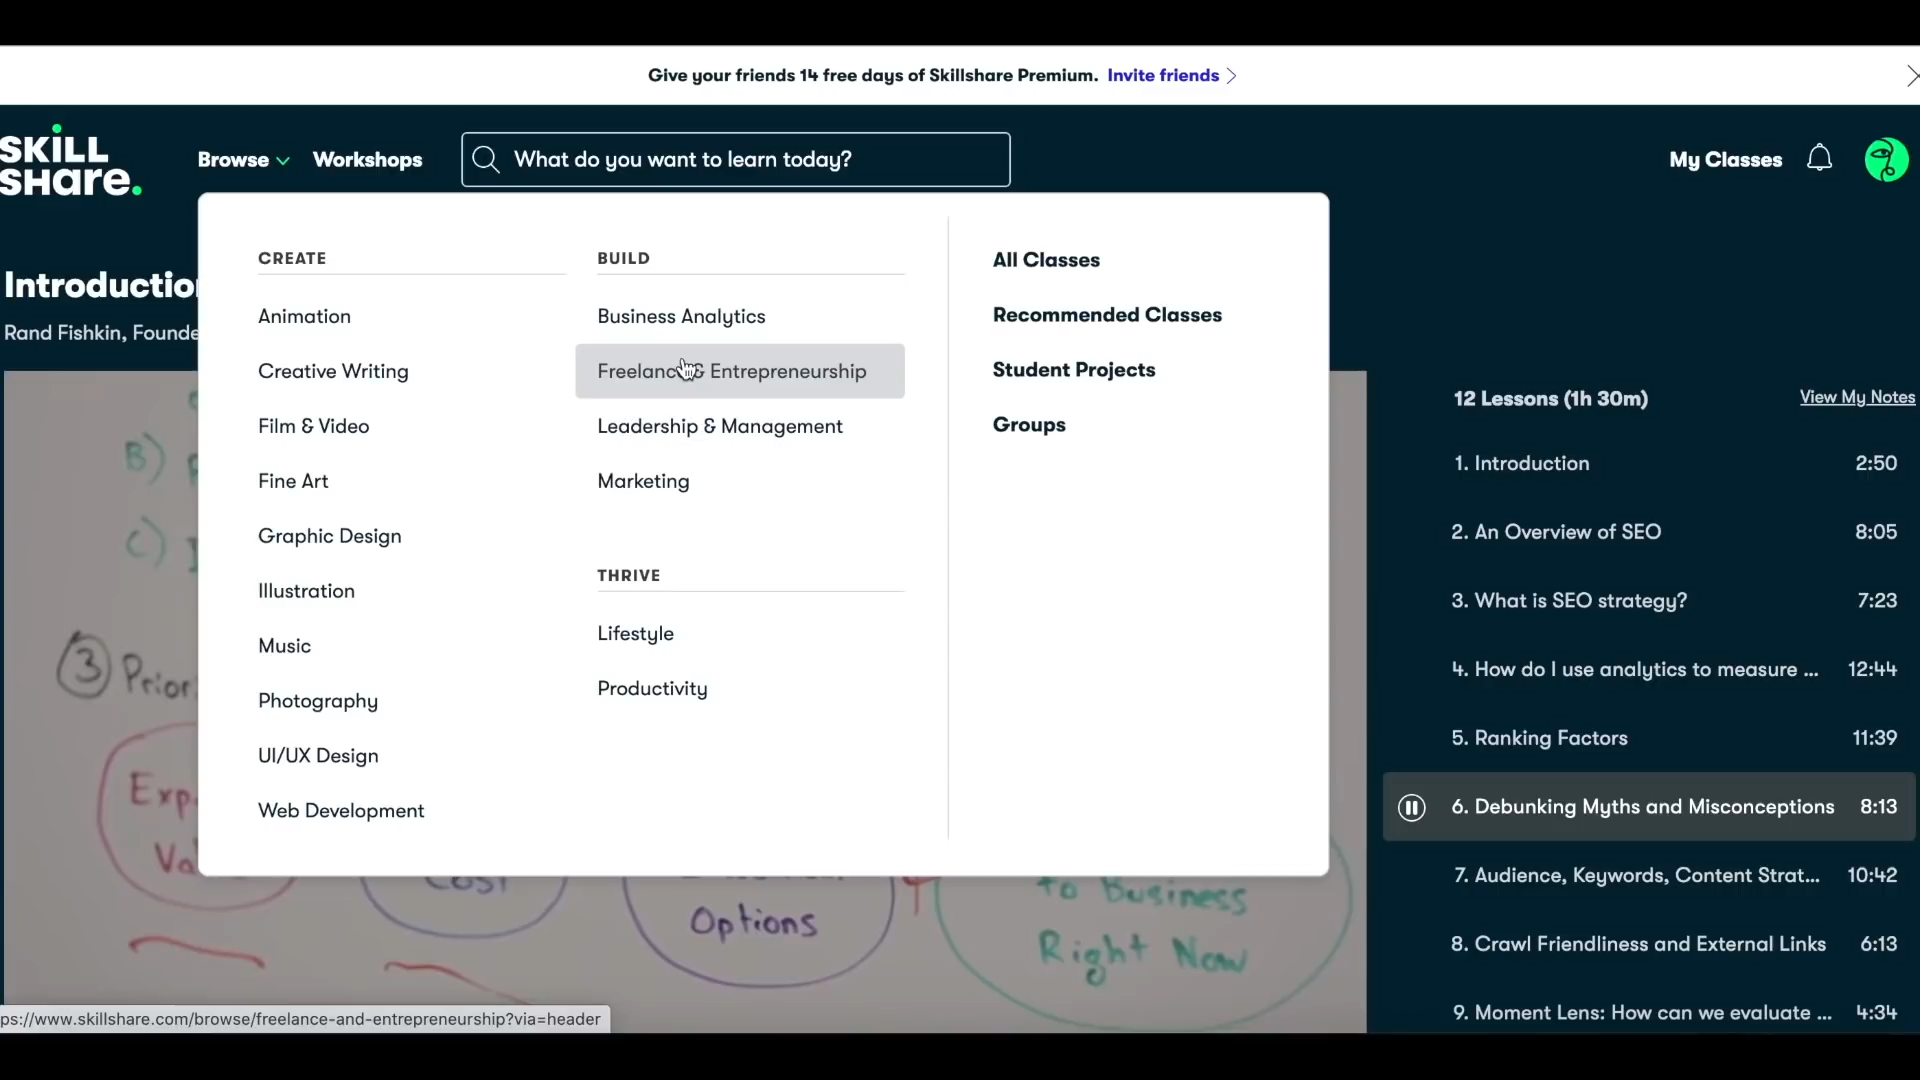 Give your friends 14 free days of Skillshare Premium. Invite friends
SKILL
SHARE.
Browse
Workshops
What do you want to learn today?
My Classes
CREATE
Animation
Creative Writing
Film & Video
Fine Art
Graphic Design
Illustration
Music
Photography
UI/UX Design
Web Development
BUILD
Business Analytics
Freelance & Entrepreneurship
Leadership & Management
Marketing
THRIVE
Lifestyle
Productivity
All Classes
Recommended Classes
Student Projects
Groups
Rand Fishkin,
B)
C)
3
Options
to Business
Right Now
12 Lessons (1h 30m)
View My Notes
1. Introduction 2:50
2. An Overview of SEO 8:05
3. What is SEO strategy? 7:23
4. How do I use analytics to measure ... 12:44
5. Ranking Factors 11:39
6. Debunking Myths and Misconceptions 8:13
7. Audience, Keywords, Content Strat... 10:42
8. Crawl Friendliness and External Links 6:13
9. Moment Lens: How can we evaluate ... 4:34
ps://www.skillshare.com/browse/freelance-and-entrepreneurship?via=header